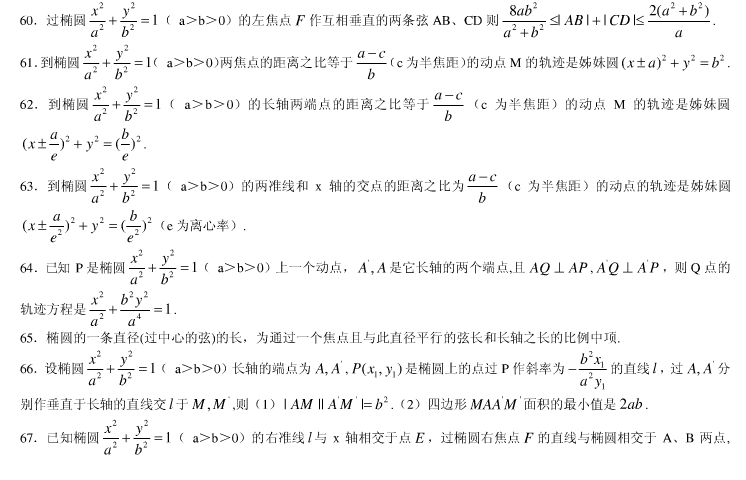 60. 过椭圆 x²/a² + y²/b² = 1（ a＞b＞0）的左焦点 F 作互相垂直的两条弦 AB、CD 则 8ab²/(a²+b²) ≤| AB | + | CD |≤ 2(a²+b²)/a .
61. 到椭圆 x²/a² + y²/b² = 1（ a＞b＞0）两焦点的距离之比等于 (a−c)/b（c 为半焦距）的动点 M 的轨迹是姊妹圆 (x ± a)² + y² = b² .
62. 到椭圆 x²/a² + y²/b² = 1（ a＞b＞0）的长轴两端点的距离之比等于 (a−c)/b （c 为半焦距）的动点 M 的轨迹是姊妹圆
(x ± a/e)² + y² = (b/e)² .
63. 到椭圆 x²/a² + y²/b² = 1（ a＞b＞0）的两准线和 x 轴的交点的距离之比为 (a−c)/b （c 为半焦距）的动点的轨迹是姊妹圆
(x ± a/e²)² + y² = (b/e²)²（e 为离心率）.
64. 已知 P 是椭圆 x²/a² + y²/b² = 1（ a＞b＞0）上一个动点， A', A 是它长轴的两个端点,且 AQ ⊥ AP , A'Q ⊥ A'P ，则 Q 点的
轨迹方程是 x²/a² + b²y²/a⁴ = 1 .
65. 椭圆的一条直径(过中心的弦)的长，为通过一个焦点且与此直径平行的弦长和长轴之长的比例中项.
66. 设椭圆 x²/a² + y²/b² = 1（ a＞b＞0）长轴的端点为 A, A' , P(x₁, y₁) 是椭圆上的点过 P 作斜率为 − b²x₁/a²y₁ 的直线 l ，过 A, A' 分
别作垂直于长轴的直线交 l 于 M , M' ,则（1）| AM || A'M' |= b² .（2）四边形 MAA'M' 面积的最小值是 2ab .
67. 已知椭圆 x²/a² + y²/b² = 1（ a＞b＞0）的右准线 l 与 x 轴相交于点 E ，过椭圆右焦点 F 的直线与椭圆相交于 A、B 两点,